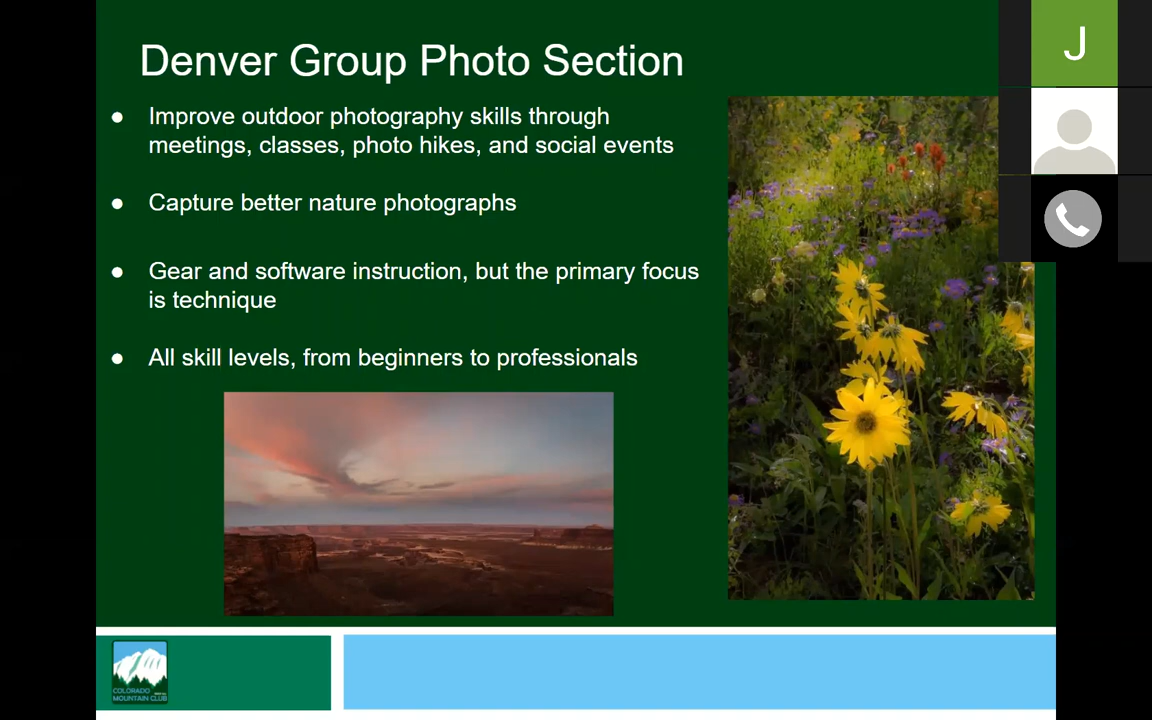 Denver Group Photo Section
● Improve outdoor photography skills through
meetings, classes, photo hikes, and social events
● Capture better nature photographs
● Gear and software instruction, but the primary focus
is technique
● All skill levels, from beginners to professionals
J
COLORADO
MOUNTAIN CLUB